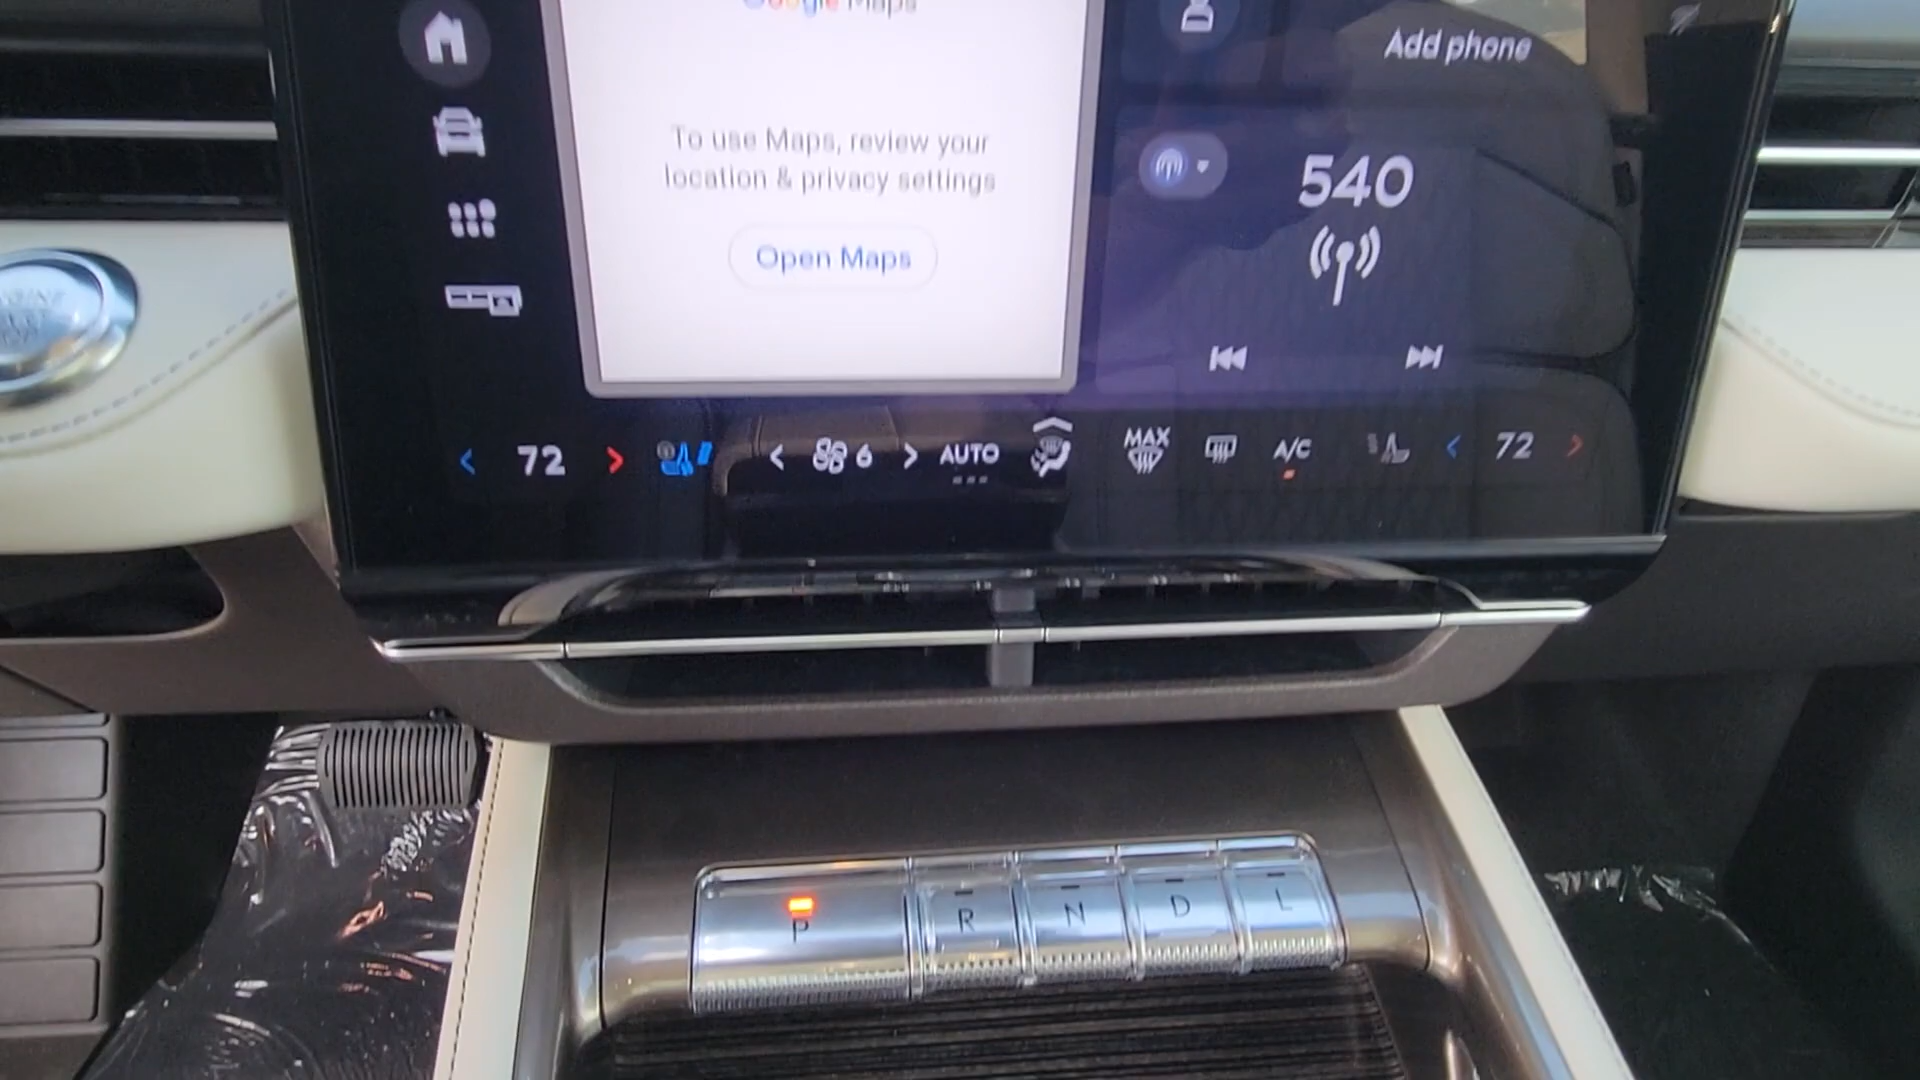 Google Maps
Add phone
To use Maps, review your
location & privacy settings
540
Open Maps
72
6
AUTO
MAX
A/C
72
P
R
N
D
L